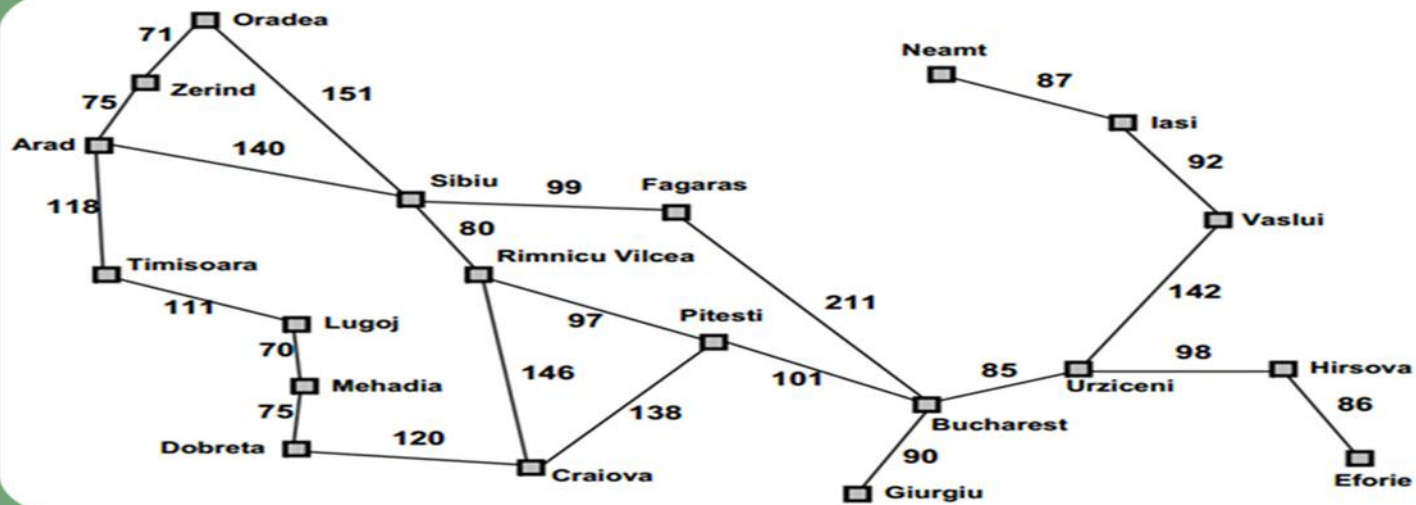 Oradea
71
Neamt
Zerind
87
151
75
Iasi
Arad
140
92
Sibiu
99
Fagaras
118
Vaslui
80
Rimnicu Vilcea
Timisoara
142
111
211
Lugoj
97
Pitesti
70
98
Hirsova
85
Mehadia
146
101
Urziceni
75
138
86
Bucharest
Dobreta
120
90
Craiova
Eforie
Giurgiu